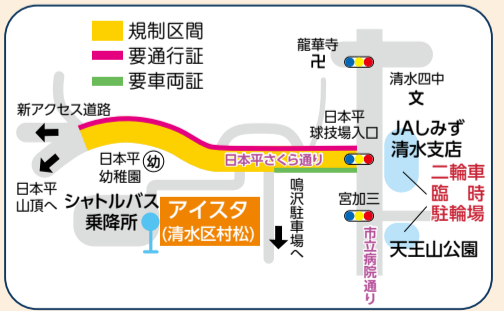 規制区間
要通行証
要車両証
龍華寺
卍
清水四中
文
新アクセス道路
日本平
球技場入口
JAしみず
清水支店
日本平
幼稚園
幼
日本平さくら通り
日本平
山頂へ
シャトルバス
乗降所
アイスタ
(清水区村松)
鳴沢駐車場へ
宮加三
二輪車
臨時
駐輪場
市立病院通り
天王山公園